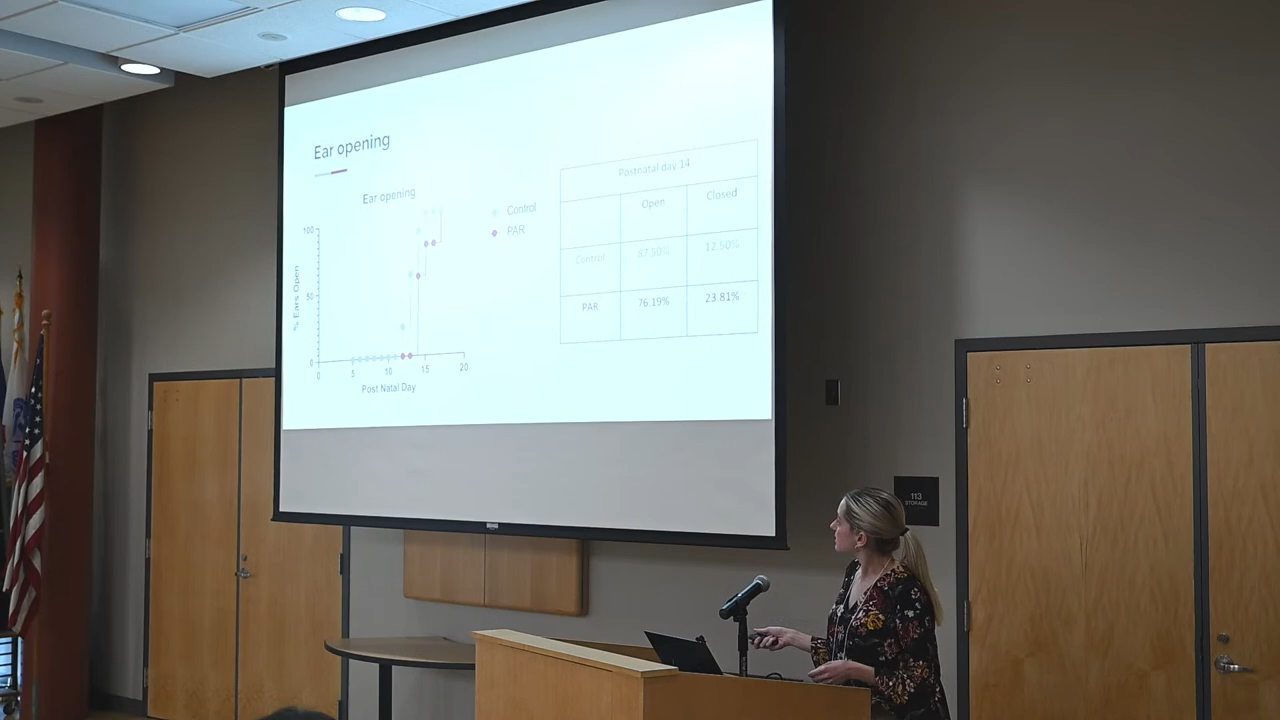 Ear opening
Ear opening
Control
PAR
100
50
0
% Ears Open
0 5 10 15 20
Post Natal Day
Postnatal day 14
Open Closed
Control 87.50% 12.50%
PAR 76.19% 23.81%
113
STORAGE